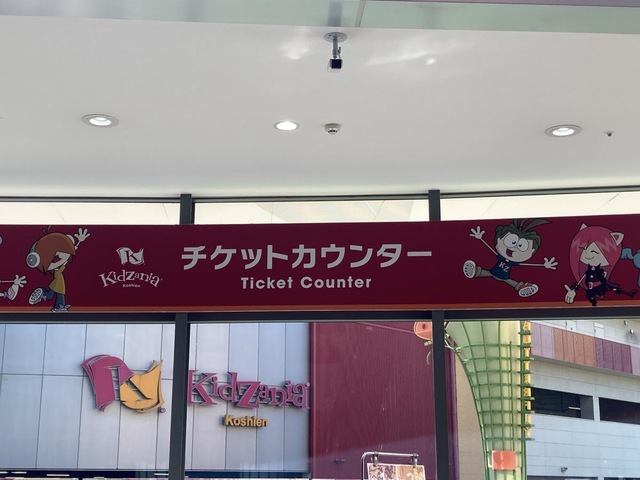 チケットカウンター
KidZania
Koshien
Ticket Counter
KidZania
Koshien